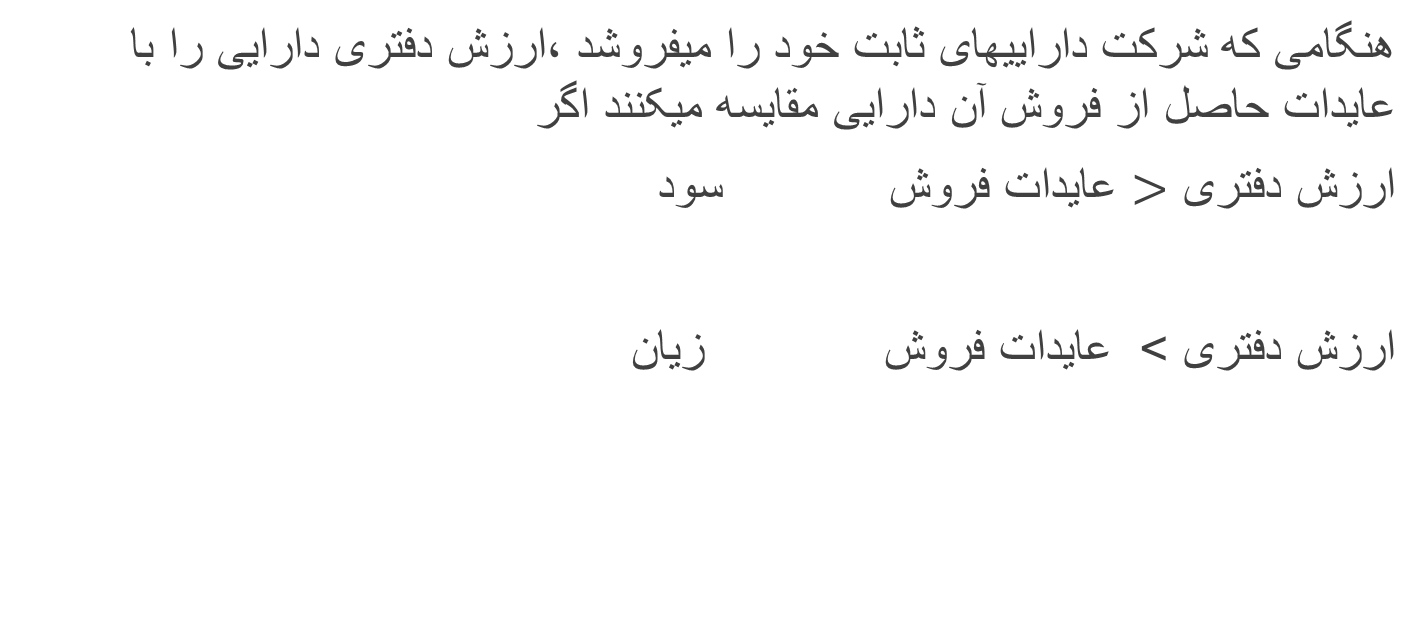 هنگامی که شرکت داراییهای ثابت خود را میفروشد ،ارزش دفتری دارایی را با
عایدات حاصل از فروش آن دارایی مقایسه میکنند اگر
ارزش دفتری < عایدات فروش سود
ارزش دفتری > عایدات فروش زیان